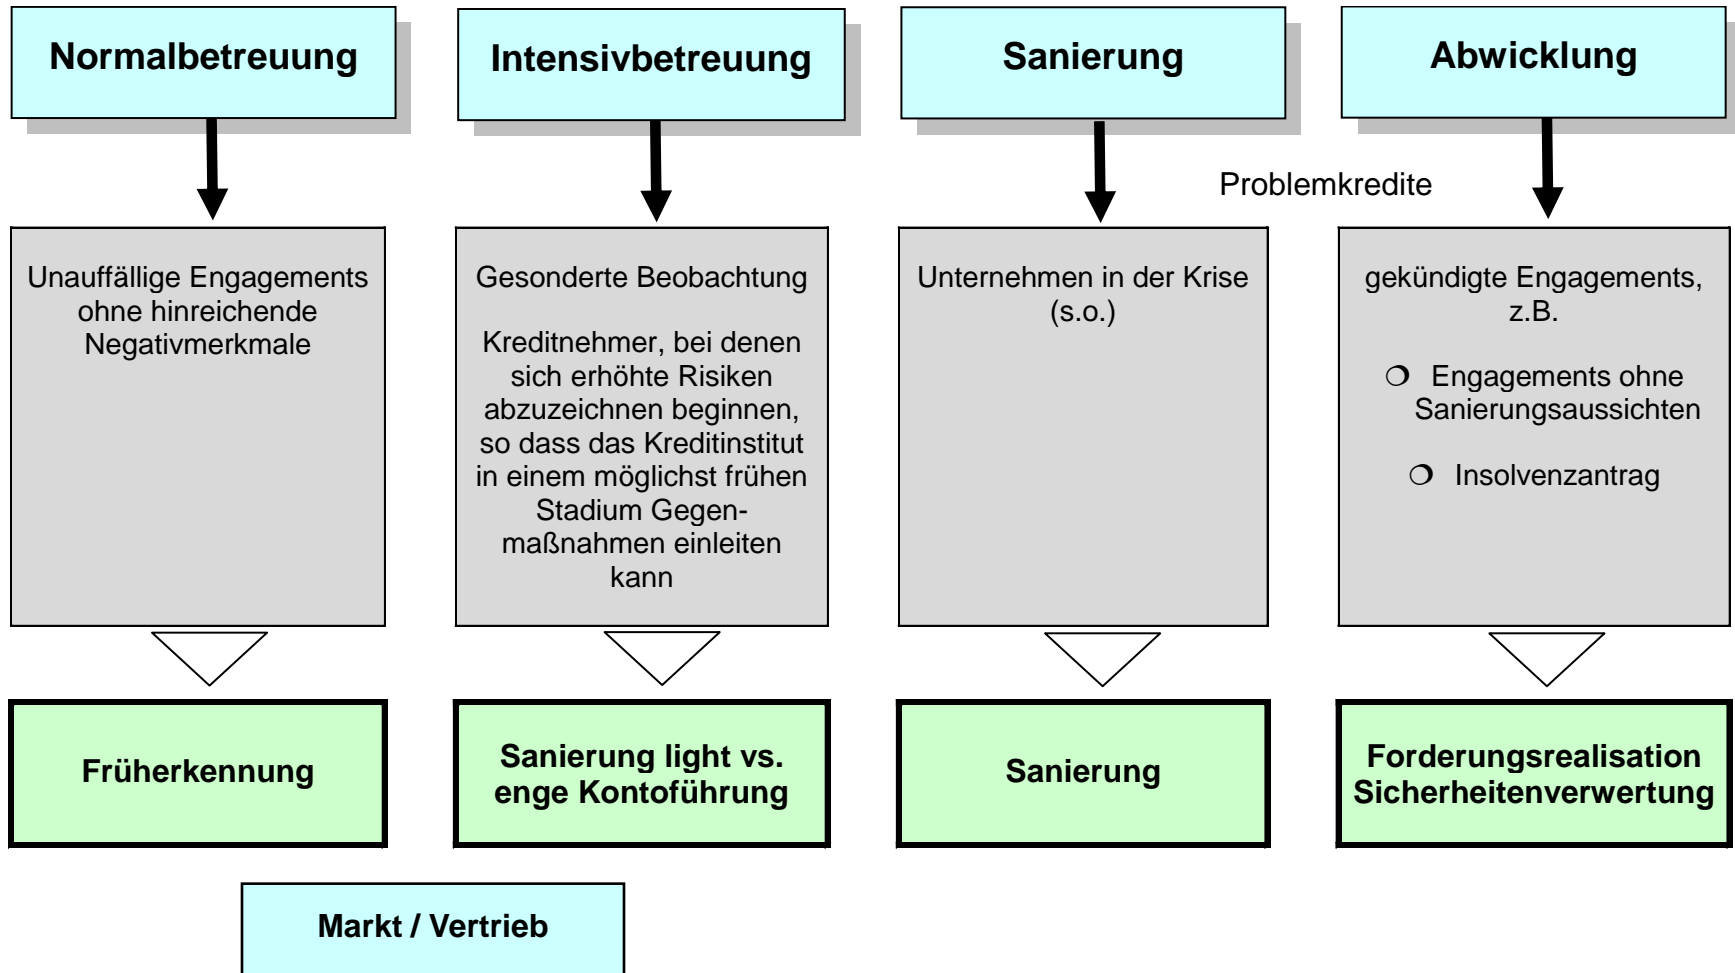 Normalbetreuung
Intensivbetreuung
Sanierung
Abwicklung
Problemkredite
Unauffällige Engagements
ohne hinreichende
Negativmerkmale
Gesonderte Beobachtung
Kreditnehmer, bei denen
sich erhöhte Risiken
abzuzeichnen beginnen,
so dass das Kreditinstitut
in einem möglichst frühen
Stadium Gegen-
maßnahmen einleiten
kann
Unternehmen in der Krise
(s.o.)
gekündigte Engagements,
z.B.
❍ Engagements ohne
Sanierungsaussichten
❍ Insolvenzantrag
Früherkennung
Sanierung light vs.
enge Kontoführung
Sanierung
Forderungsrealisation
Sicherheitenverwertung
Markt / Vertrieb